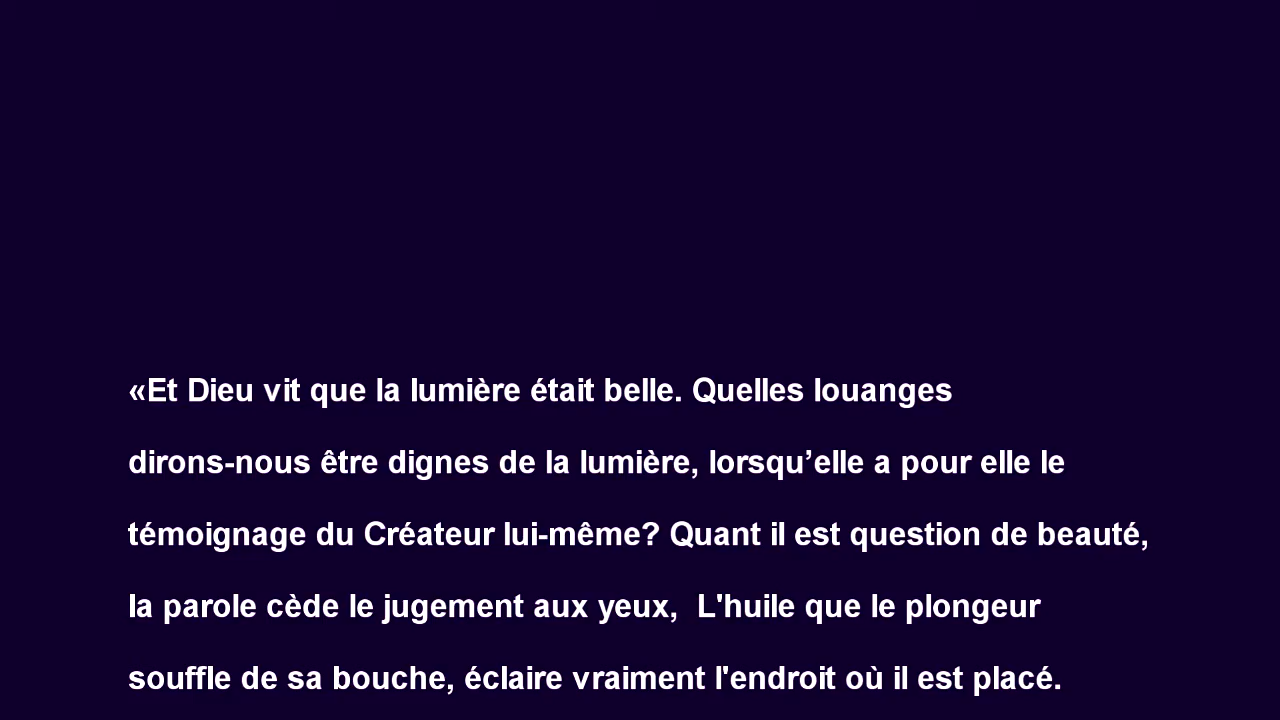 «Et Dieu vit que la lumière était belle. Quelles louanges
dirons-nous être dignes de la lumière, lorsqu’elle a pour elle le
témoignage du Créateur lui-même? Quant il est question de beauté,
la parole cède le jugement aux yeux,  L'huile que le plongeur
souffle de sa bouche, éclaire vraiment l'endroit où il est placé.